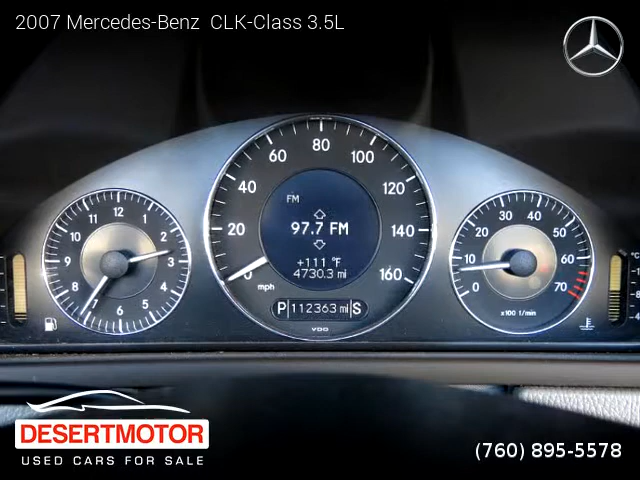 2007 Mercedes-Benz  CLK-Class 3.5L
12
1
2
3
4
5
6
7
8
9
10
11
0
20
40
60
80
100
120
140
160
mph
FM
97.7 FM
+111 °F
4730.3 mi
P 112363 mi S
VDO
0
10
20
30
40
50
60
70
x100 1/min
°C
DESERTMOTOR
USED CARS FOR SALE
(760) 895-5578